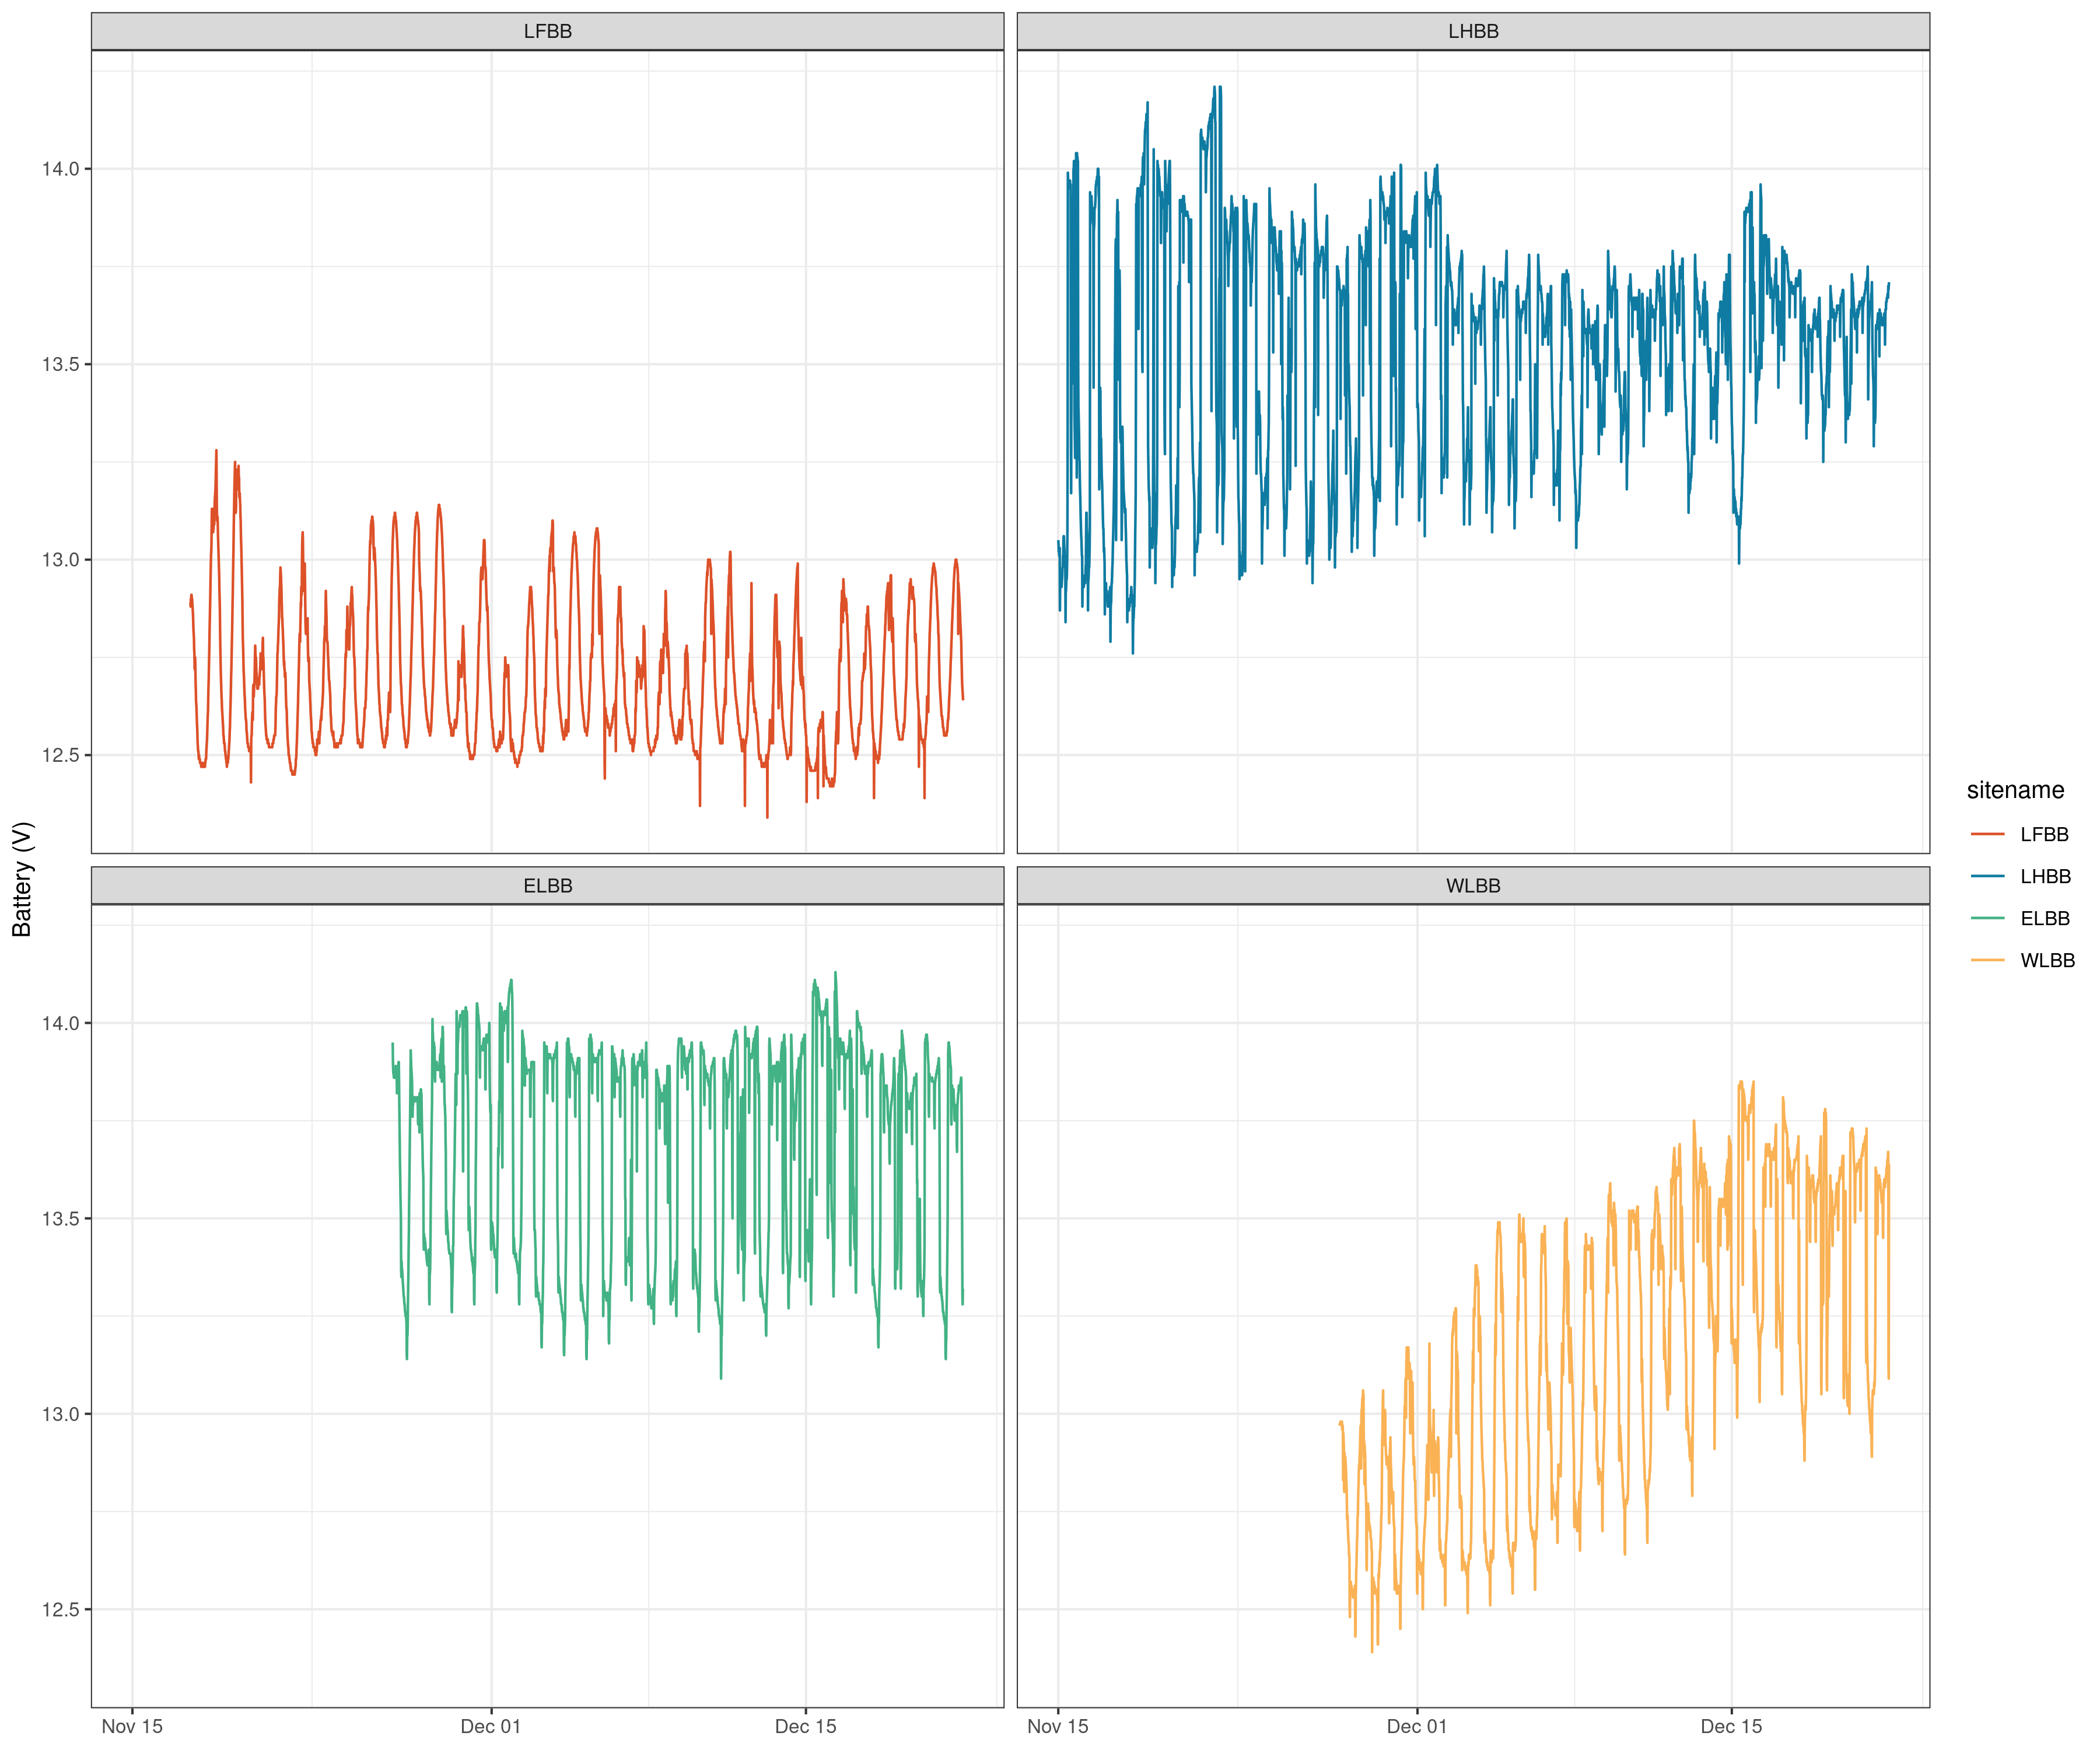 LFBB
LHBB
14.0
13.5
13.0
12.5
ELBB
WLBB
14.0
13.5
13.0
12.5
Battery (V)
Nov 15
Dec 01
Dec 15
Nov 15
Dec 01
Dec 15
sitename
LFBB
LHBB
ELBB
WLBB